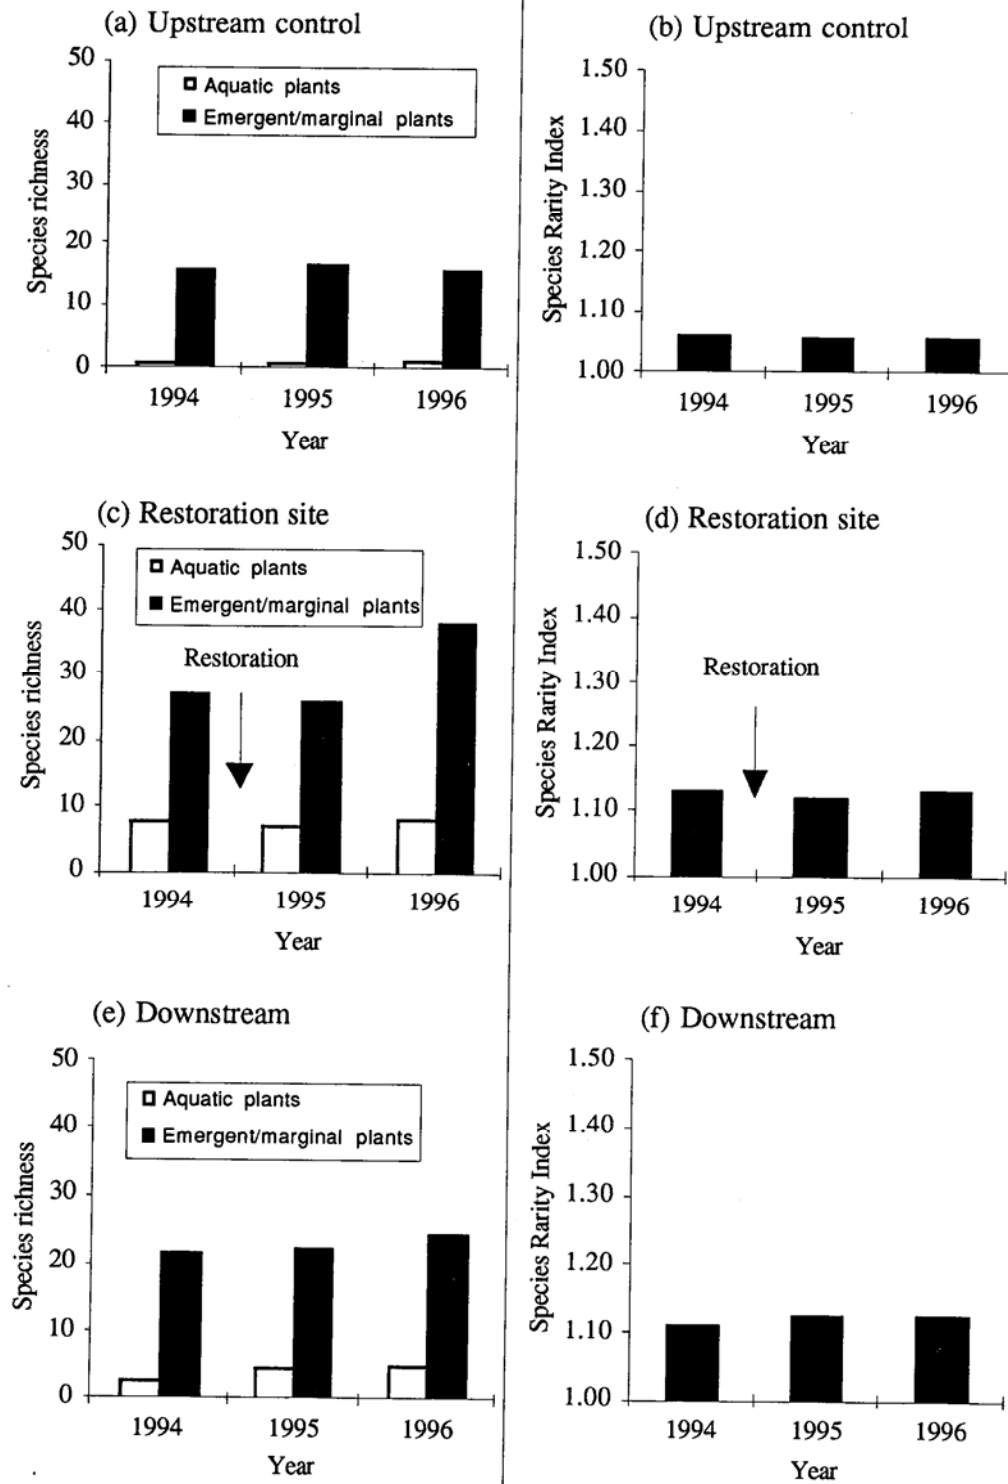 (a) Upstream control
50
40
30
20
10
0
Species richness
Aquatic plants
Emergent/marginal plants
1994 1995 1996
Year
(b) Upstream control
1.50
1.40
1.30
1.20
1.10
1.00
Species Rarity Index
1994 1995 1996
Year
(c) Restoration site
50
40
30
20
10
0
Species richness
Aquatic plants
Emergent/marginal plants
Restoration
1994 1995 1996
Year
(d) Restoration site
1.50
1.40
1.30
1.20
1.10
1.00
Species Rarity Index
Restoration
1994 1995 1996
Year
(e) Downstream
50
40
30
20
10
0
Species richness
Aquatic plants
Emergent/marginal plants
1994 1995 1996
Year
(f) Downstream
1.50
1.40
1.30
1.20
1.10
1.00
Species Rarity Index
1994 1995 1996
Year